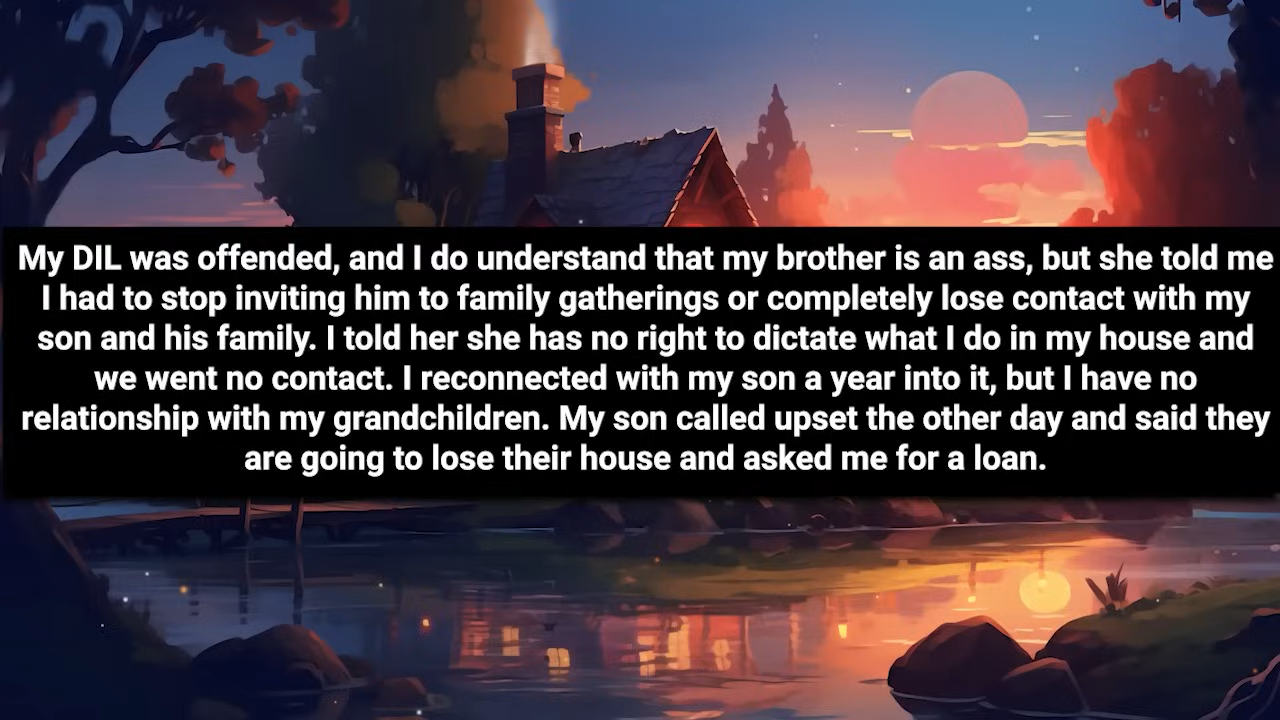 My DIL was offended, and I do understand that my brother is an ass, but she told me
I had to stop inviting him to family gatherings or completely lose contact with my
son and his family. I told her she has no right to dictate what I do in my house and
we went no contact. I reconnected with my son a year into it, but I have no
relationship with my grandchildren. My son called upset the other day and said they
are going to lose their house and asked me for a loan.